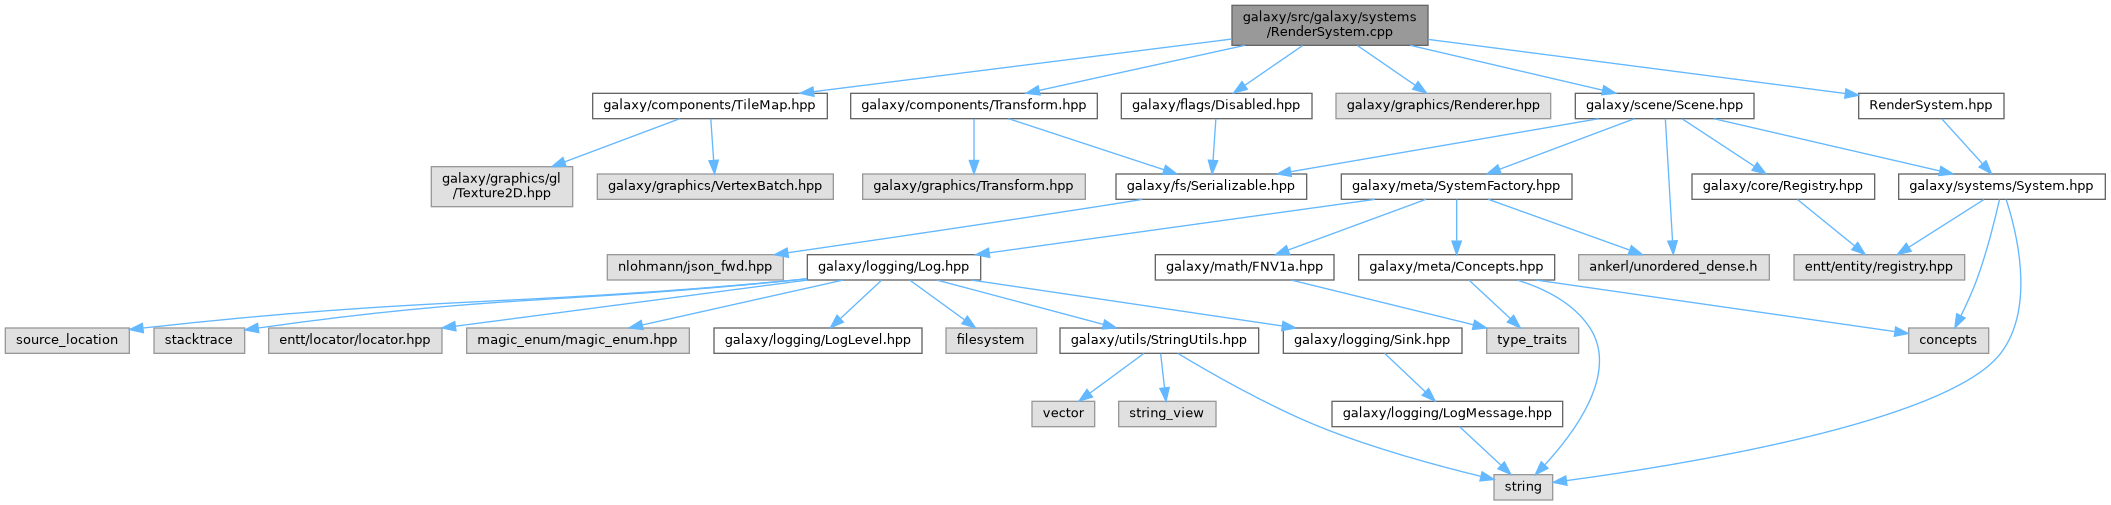 galaxy/src/galaxy/systems
/RenderSystem.cpp
galaxy/components/TileMap.hpp
galaxy/components/Transform.hpp
galaxy/flags/Disabled.hpp
galaxy/graphics/Renderer.hpp
galaxy/scene/Scene.hpp
RenderSystem.hpp
galaxy/graphics/gl
/Texture2D.hpp
galaxy/graphics/VertexBatch.hpp
galaxy/graphics/Transform.hpp
galaxy/fs/Serializable.hpp
galaxy/meta/SystemFactory.hpp
galaxy/core/Registry.hpp
galaxy/systems/System.hpp
nlohmann/json_fwd.hpp
galaxy/logging/Log.hpp
galaxy/math/FNV1a.hpp
galaxy/meta/Concepts.hpp
ankerl/unordered_dense.h
entt/entity/registry.hpp
source_location
stacktrace
entt/locator/locator.hpp
magic_enum/magic_enum.hpp
galaxy/logging/LogLevel.hpp
filesystem
galaxy/utils/StringUtils.hpp
galaxy/logging/Sink.hpp
type_traits
concepts
vector
string_view
galaxy/logging/LogMessage.hpp
string